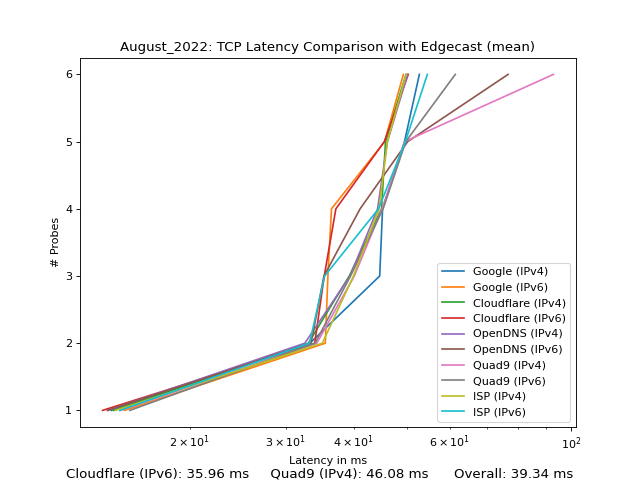 August_2022: TCP Latency Comparison with Edgecast (mean)
# Probes
6
5
4
3
2
1
Google (IPv4)
Google (IPv6)
Cloudflare (IPv4)
Cloudflare (IPv6)
OpenDNS (IPv4)
OpenDNS (IPv6)
Quad9 (IPv4)
Quad9 (IPv6)
ISP (IPv4)
ISP (IPv6)
2 × 10¹ 3 × 10¹ 4 × 10¹ 6 × 10¹ 10²
Latency in ms
Cloudflare (IPv6): 35.96 ms Quad9 (IPv4): 46.08 ms Overall: 39.34 ms